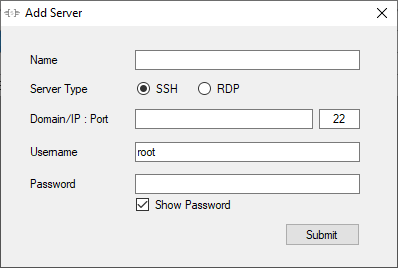 Add Server
Name
Server Type SSH RDP
Domain/IP : Port 22
Username root
Password
Show Password
Submit